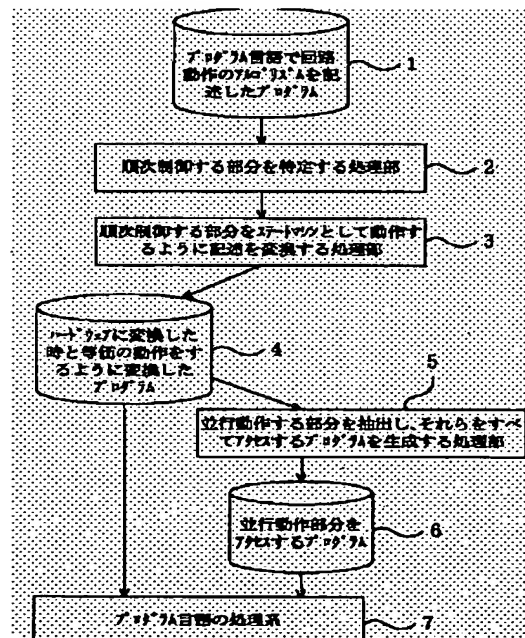 プログラム言語で回路
動作のアルゴリズムを記
述したプログラム
1
順次制御する部分を特定する処理部
2
順次制御する部分をステートマシンとして動作す
るように記述を変換する処理部
3
ハードウェアに変換した
時と等価の動作をす
るように変換した
プログラム
4
5
並行動作する部分を抽出し、それらをすべ
てアクセスするプログラムを生成する処理部
並行動作部分を
アクセスするプログラム
6
プログラム言語の処理系
7